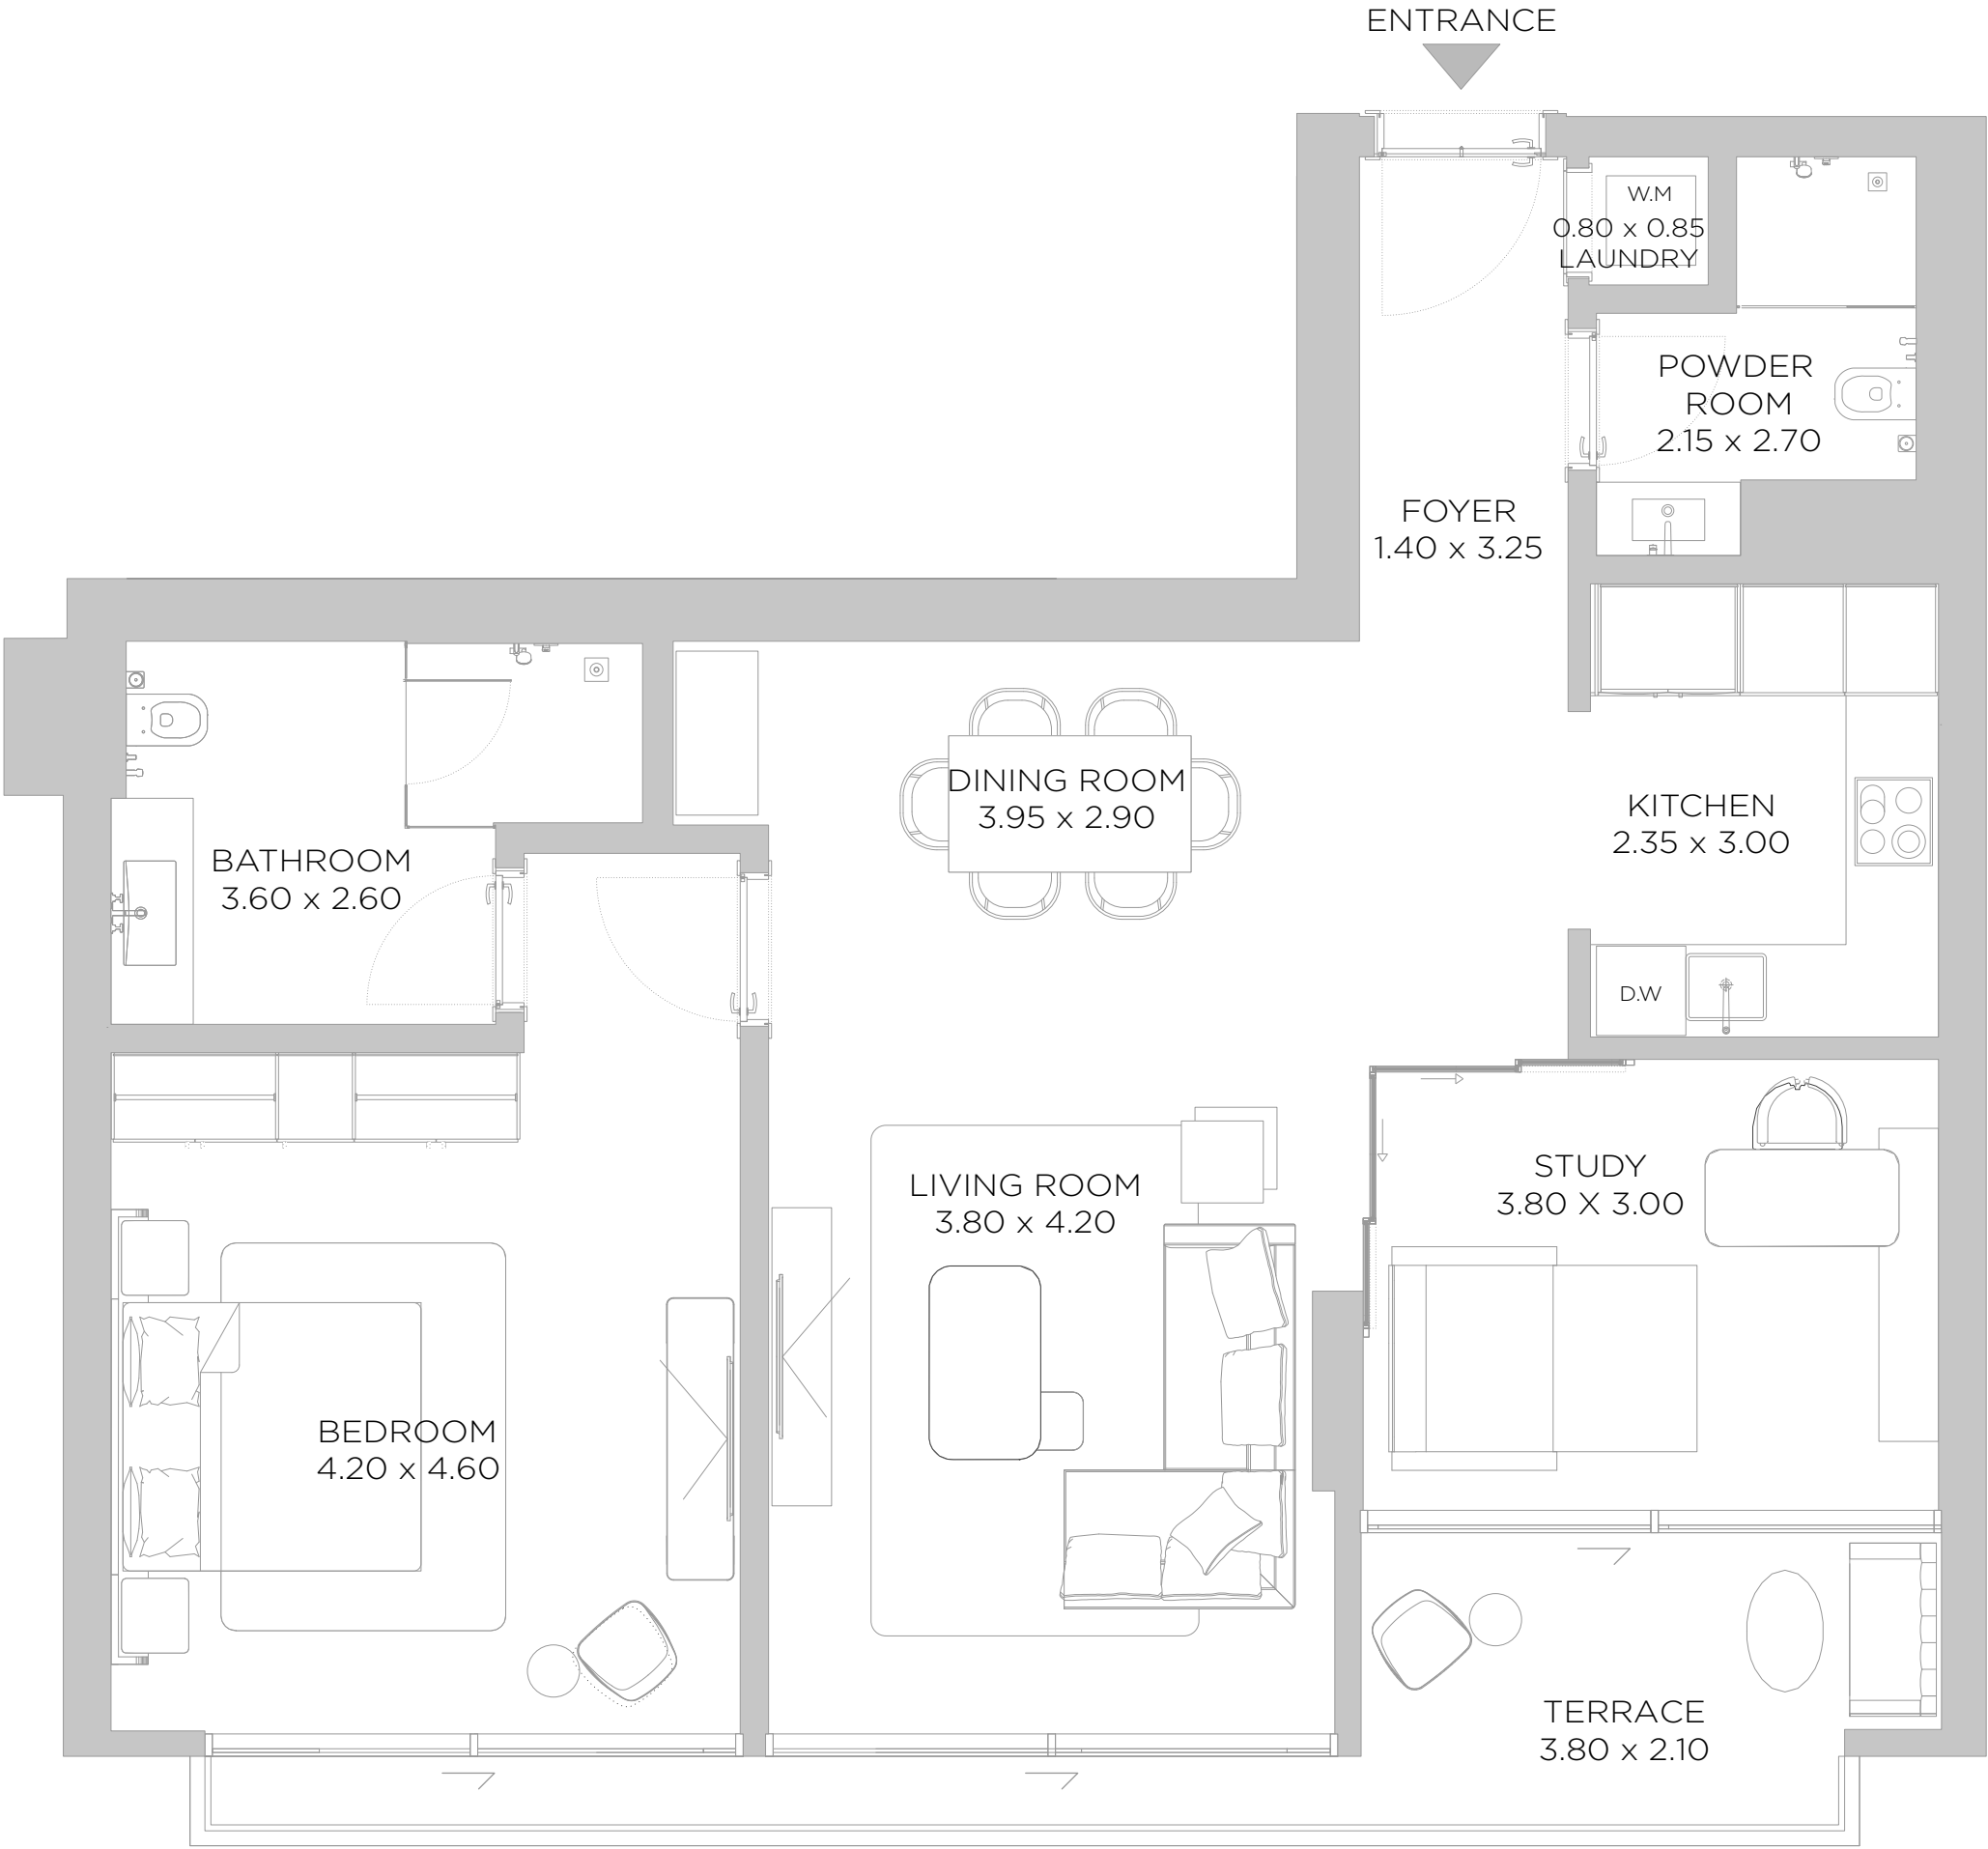 ENTRANCE
W.M
0.80 x 0.85
LAUNDRY
POWDER
ROOM
2.15 x 2.70
FOYER
1.40 x 3.25
DINING ROOM
3.95 x 2.90
KITCHEN
2.35 x 3.00
BATHROOM
3.60 x 2.60
D.W
STUDY
3.80 X 3.00
LIVING ROOM
3.80 x 4.20
BEDROOM
4.20 x 4.60
TERRACE
3.80 x 2.10